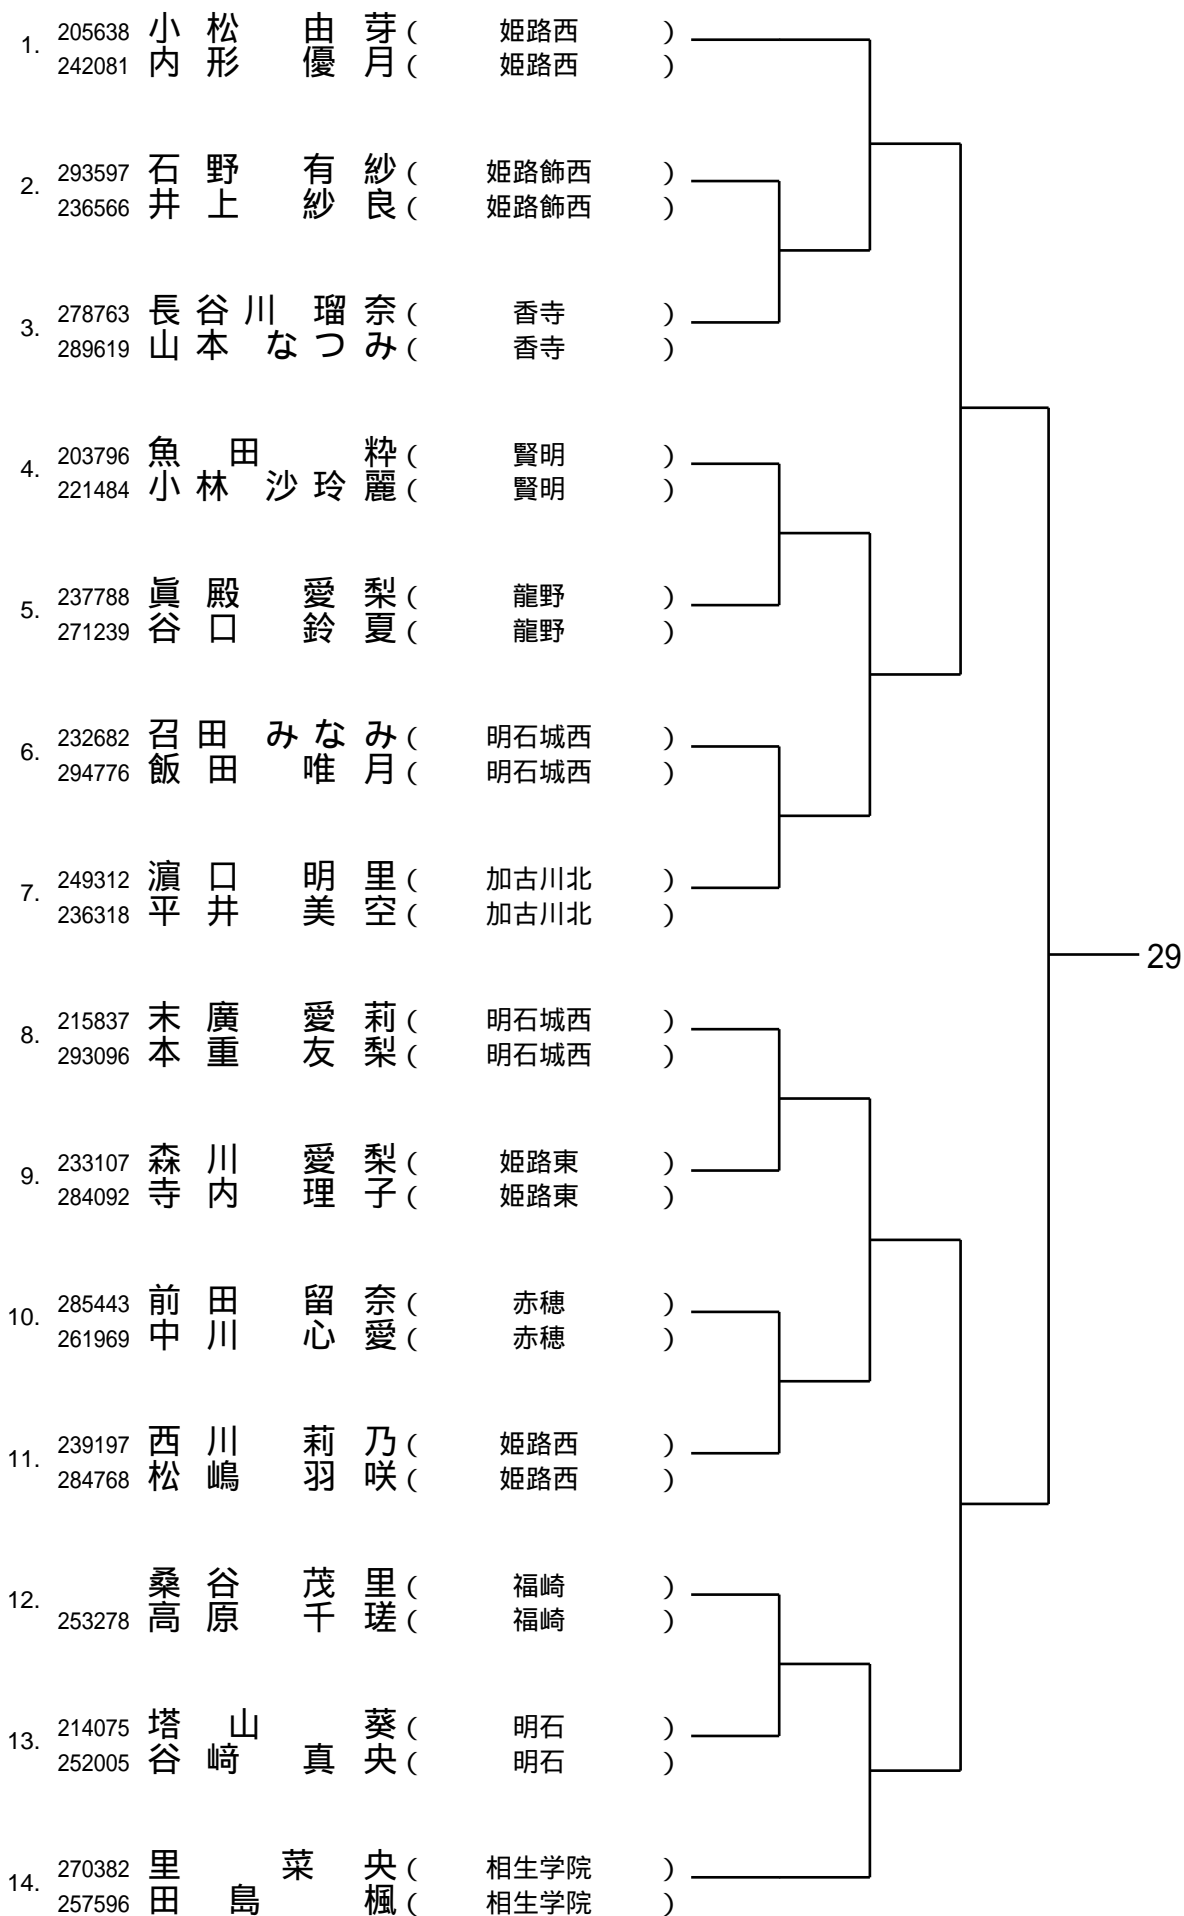 1. 205638 小松 由芽 ( 姫路西 )
242081 内形 優月 ( 姫路西 )
2. 293597 石野 有紗 ( 姫路飾西 )
236566 井上 紗良 ( 姫路飾西 )
3. 278763 長谷川 瑠奈 ( 香寺 )
289619 山本 なつみ ( 香寺 )
4. 203796 魚田 粋 ( 賢明 )
221484 小林 沙玲麗 ( 賢明 )
5. 237788 眞殿 愛梨 ( 龍野 )
271239 谷口 鈴夏 ( 龍野 )
6. 232682 召田 みなみ ( 明石城西 )
294776 飯田 唯月 ( 明石城西 )
7. 249312 濵口 明里 ( 加古川北 )
236318 平井 美空 ( 加古川北 )
29
8. 215837 末廣 愛莉 ( 明石城西 )
293096 本重 友梨 ( 明石城西 )
9. 233107 森川 愛梨 ( 姫路東 )
284092 寺内 理子 ( 姫路東 )
10. 285443 前田 留奈 ( 赤穂 )
261969 中川 心愛 ( 赤穂 )
11. 239197 西川 莉乃 ( 姫路西 )
284768 松嶋 羽咲 ( 姫路西 )
12. 桑谷 茂里 ( 福崎 )
253278 高原 千瑳 ( 福崎 )
13. 214075 塔山 葵 ( 明石 )
252005 谷﨑 真央 ( 明石 )
14. 270382 里 菜央 ( 相生学院 )
257596 田島 楓 ( 相生学院 )